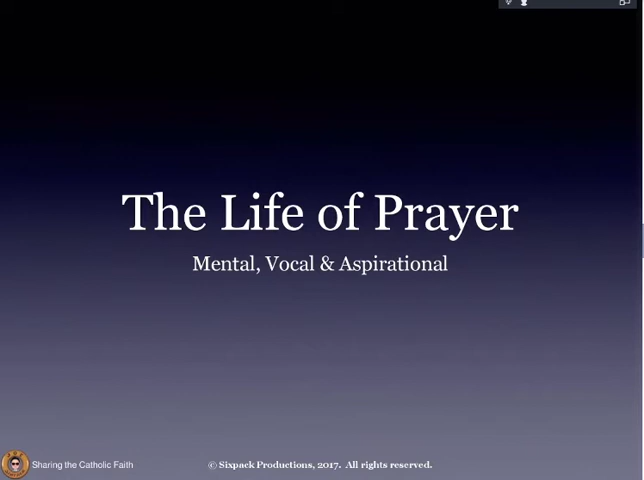 The Life of Prayer
Mental, Vocal & Aspirational
Sharing the Catholic Faith
© Sixpack Productions, 2017. All rights reserved.